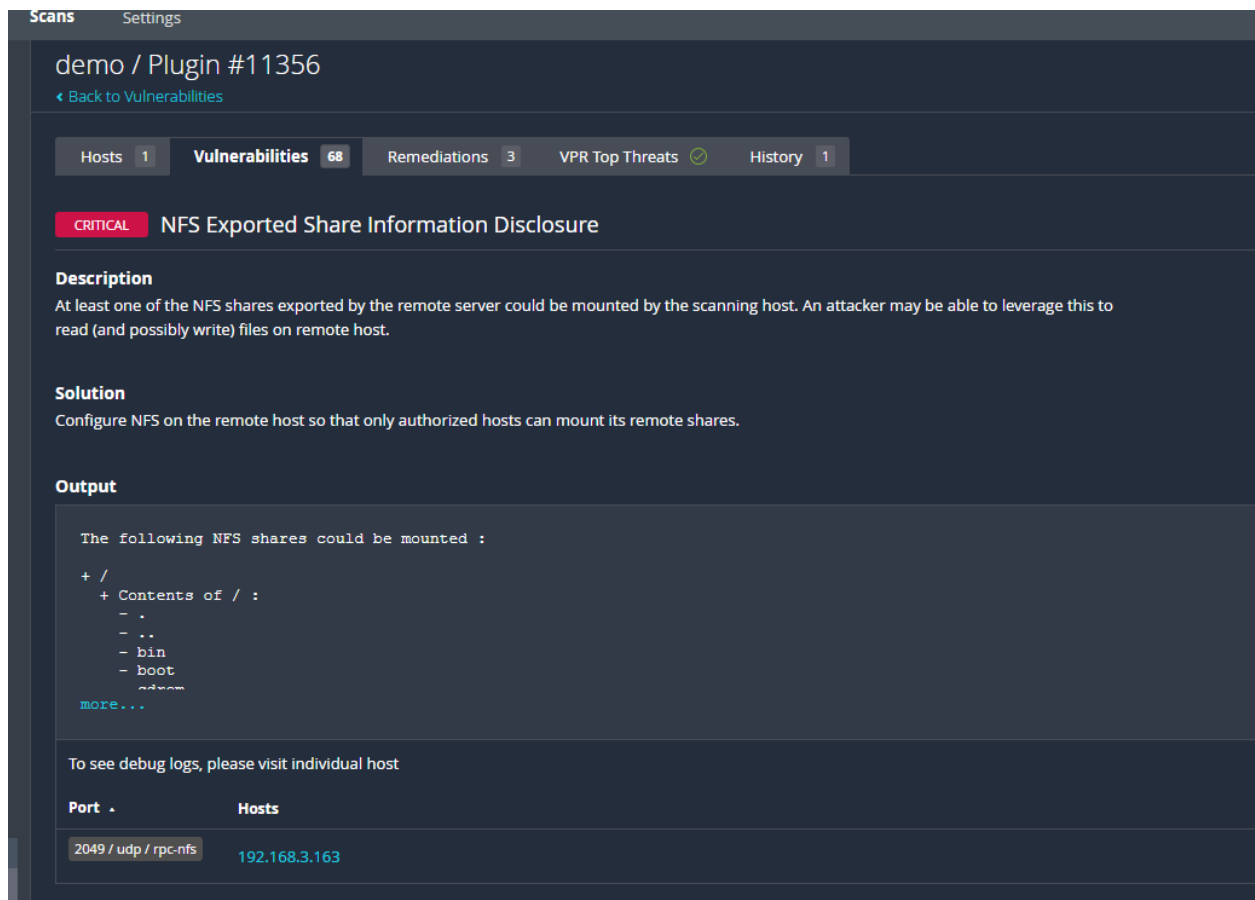 Scans Settings
demo / Plugin #11356
‹ Back to Vulnerabilities
Hosts 1 Vulnerabilities 68 Remediations 3 VPR Top Threats History 1
CRITICAL NFS Exported Share Information Disclosure
Description
At least one of the NFS shares exported by the remote server could be mounted by the scanning host. An attacker may be able to leverage this to
read (and possibly write) files on remote host.
Solution
Configure NFS on the remote host so that only authorized hosts can mount its remote shares.
Output
The following NFS shares could be mounted :
+ /
+ Contents of / :
- .
- ..
- bin
- boot
more...
To see debug logs, please visit individual host
Port Hosts
2049 / udp / rpc-nfs 192.168.3.163